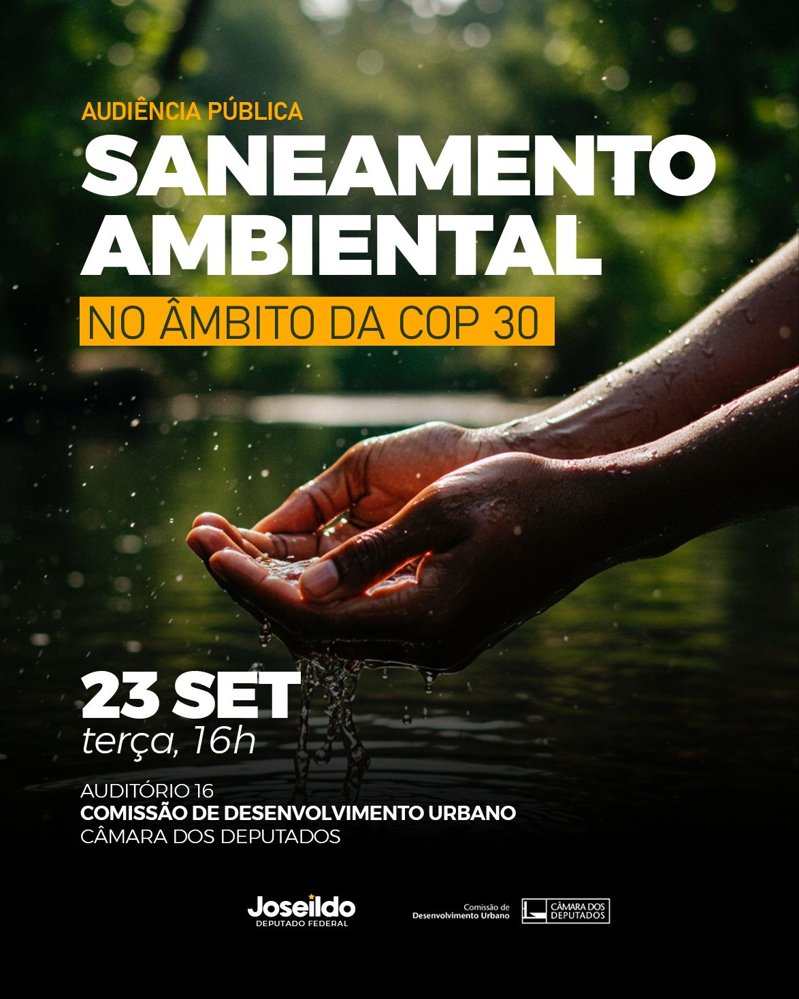 AUDIÊNCIA PÚBLICA
SANEAMENTO
AMBIENTAL
NO ÂMBITO DA COP 30
23 SET
terça, 16h
AUDITÓRIO 16
COMISSÃO DE DESENVOLVIMENTO URBANO
CÂMARA DOS DEPUTADOS
Joseildo
DEPUTADO FEDERAL
Comissão de
Desenvolvimento Urbano
CÂMARA DOS
DEPUTADOS